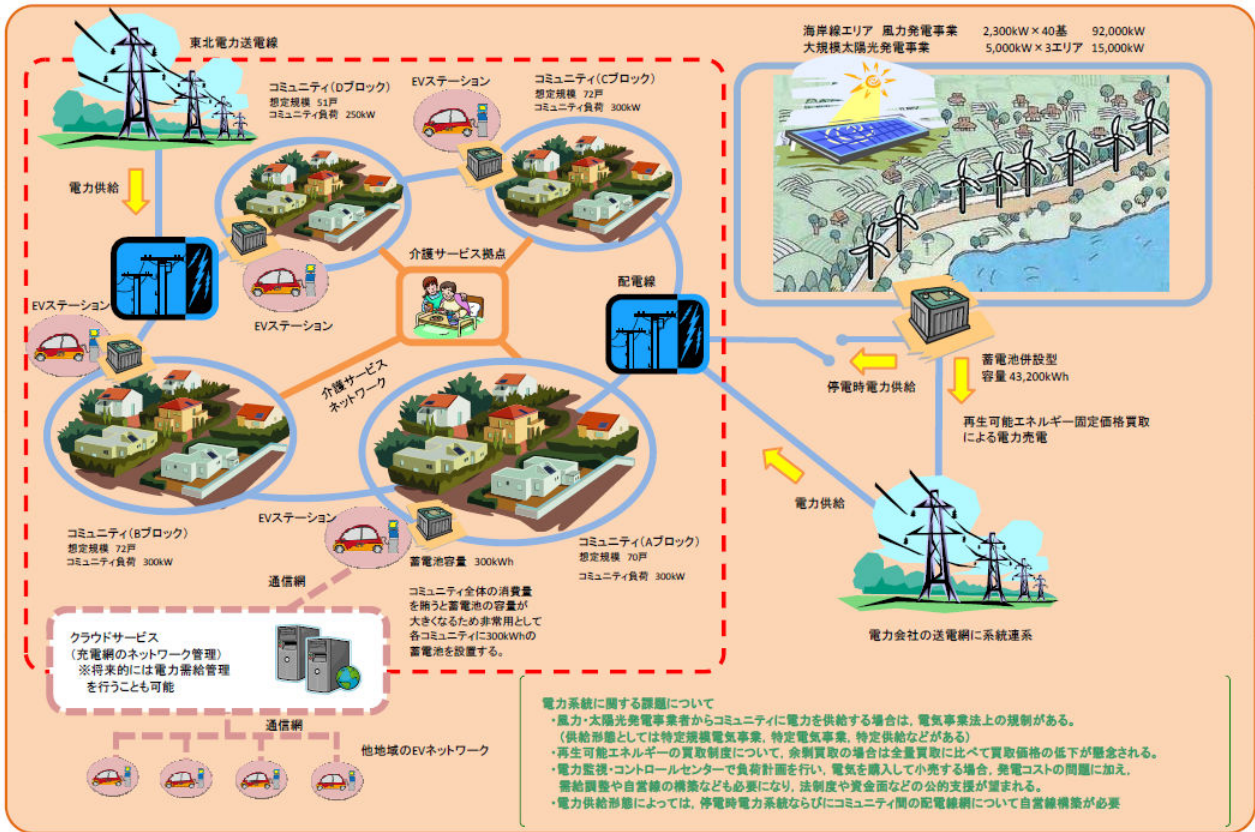 東北電力送電線
海岸線エリア 風力発電事業 2,300kW×40基 92,000kW
大規模太陽光発電事業 5,000kW×3エリア 15,000kW
コミュニティ(Dブロック)
想定規模 51戸
コミュニティ負荷 250kW
EVステーション
コミュニティ(Cブロック)
想定規模 72戸
コミュニティ負荷 300kW
電力供給
介護サービス拠点
配電線
EVステーション
EVステーション
介護サービス
ネットワーク
停電時電力供給
蓄電池併設型
容量 43,200kWh
再生可能エネルギー固定価格買取
による電力売電
電力供給
コミュニティ(Bブロック)
想定規模 72戸
コミュニティ負荷 300kW
EVステーション
蓄電池容量 300kWh
コミュニティ(Aブロック)
想定規模 70戸
コミュニティ負荷 300kW
コミュニティ全体の消費量
を賄うと蓄電池の容量が
大きくなるため非常用として
各コミュニティに300kWhの
蓄電池を設置する。
電力会社の送電網に系統連系
通信網
クラウドサービス
(充電網のネットワーク管理)
※将来的には電力需給管理
を行うことも可能
通信網
他地域のEVネットワーク
電力系統に関する課題について
・風力・太陽光発電事業者からコミュニティに電力を供給する場合は，電気事業法上の規制がある。
(供給形態としては特定規模電気事業，特定電気事業，特定供給などがある)
・再生可能エネルギーの買取制度について，余剰買取の場合は全量買取に比べて買取価格の低下が懸念される。
・電力監視・コントロールセンターで負荷計画を行い，電気を購入して小売する場合，発電コストの問題に加え，
需給調整や自営線の構築なども必要になり，法制度や資金面などの公的支援が望まれる。
・電力供給形態によっては，停電時電力系統ならびにコミュニティ間の配電線網について自営線構築が必要